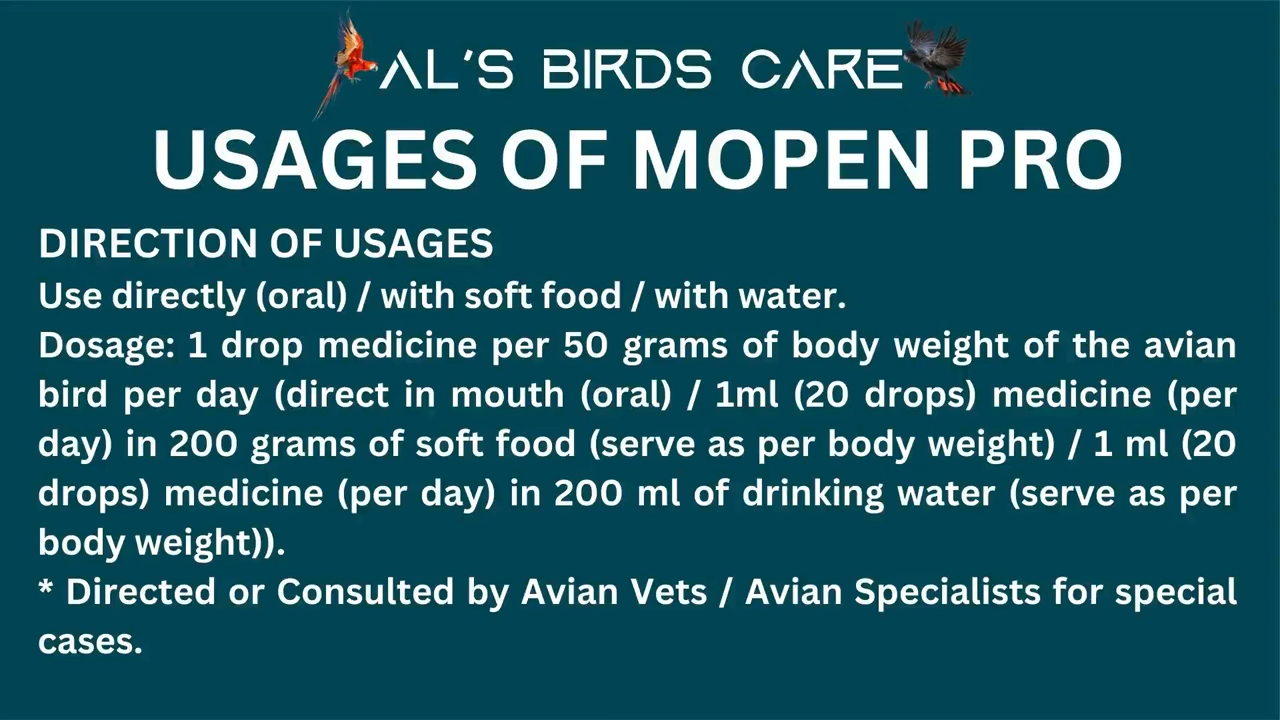 AL'S BIRDS CARE
USAGES OF MOPEN PRO
DIRECTION OF USAGES
Use directly (oral) / with soft food / with water.
Dosage: 1 drop medicine per 50 grams of body weight of the avian
bird per day (direct in mouth (oral) / 1ml (20 drops) medicine (per
day) in 200 grams of soft food (serve as per body weight) / 1 ml (20
drops) medicine (per day) in 200 ml of drinking water (serve as per
body weight)).
* Directed or Consulted by Avian Vets / Avian Specialists for special
cases.